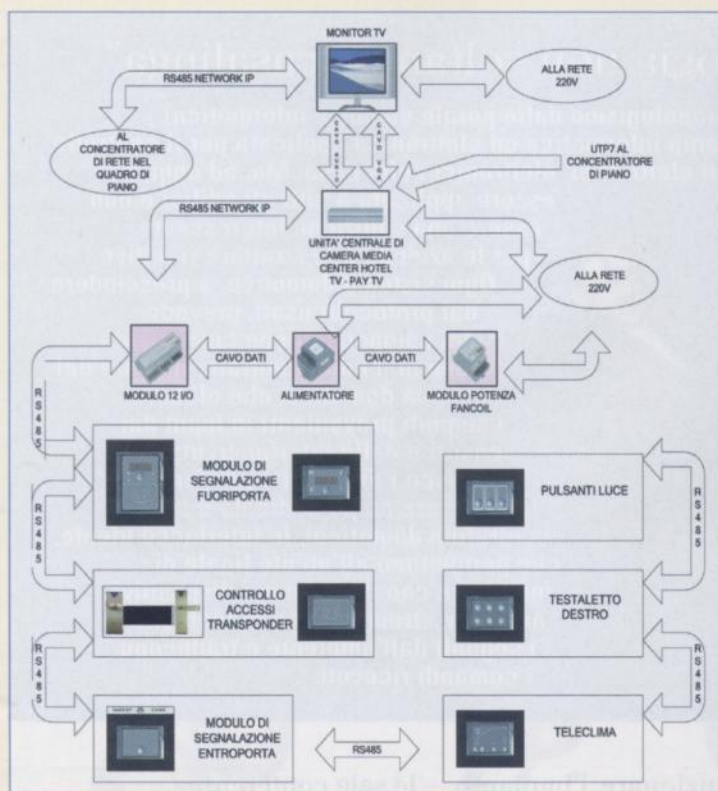 MONITOR TV
RS485 NETWORK IP
ALLA RETE
220V
AL
CONCENTRATORE
DI RETE NEL
QUADRO DI
PIANO
CAVO AUDIO
CAVO VGA
UTP7 AL
CONCENTRATORE
DI PIANO
RS485 NETWORK IP
UNITA' CENTRALE DI
CAMERA MEDIA
CENTER HOTEL
TV - PAY TV
ALLA RETE
220V
CAVO DATI
CAVO DATI
MODULO 12 I/O
ALIMENTATORE
MODULO POTENZA
FANCOIL
RS485
MODULO DI
SEGNALAZIONE
FUORIPORTA
PULSANTI LUCE
RS485
RS485
CONTROLLO
ACCESSI
TRANSPONDER
TESTALETTO
DESTRO
RS485
RS485
MODULO DI
SEGNALAZIONE
ENTROPORTA
RS485
TELECLIMA